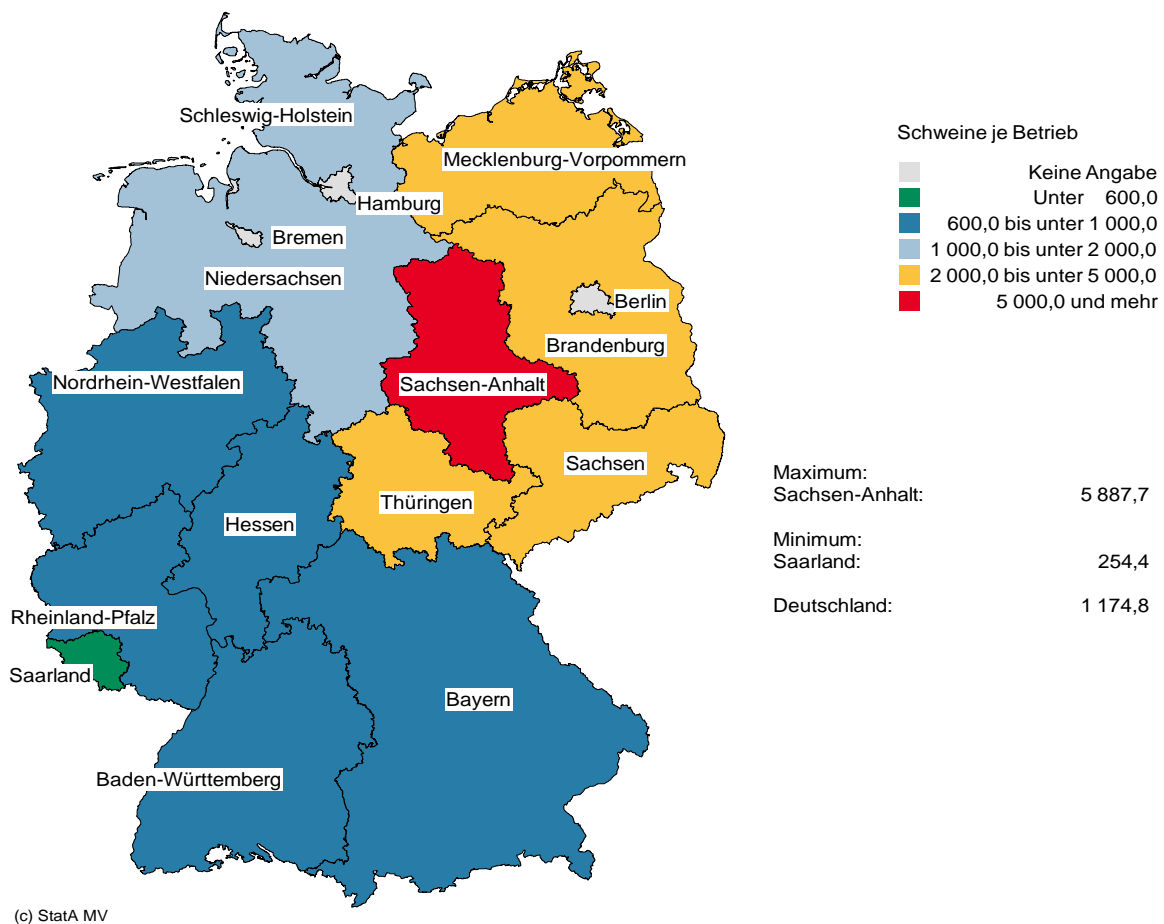 Schleswig-Holstein
Mecklenburg-Vorpommern
Hamburg
Bremen
Niedersachsen
Berlin
Brandenburg
Nordrhein-Westfalen
Sachsen-Anhalt
Sachsen
Thüringen
Hessen
Rheinland-Pfalz
Saarland
Bayern
Baden-Württemberg
Schweine je Betrieb
Keine Angabe
Unter 600,0
600,0 bis unter 1 000,0
1 000,0 bis unter 2 000,0
2 000,0 bis unter 5 000,0
5 000,0 und mehr
Maximum:
Sachsen-Anhalt: 5 887,7
Minimum:
Saarland: 254,4
Deutschland: 1 174,8
(c) StatA MV